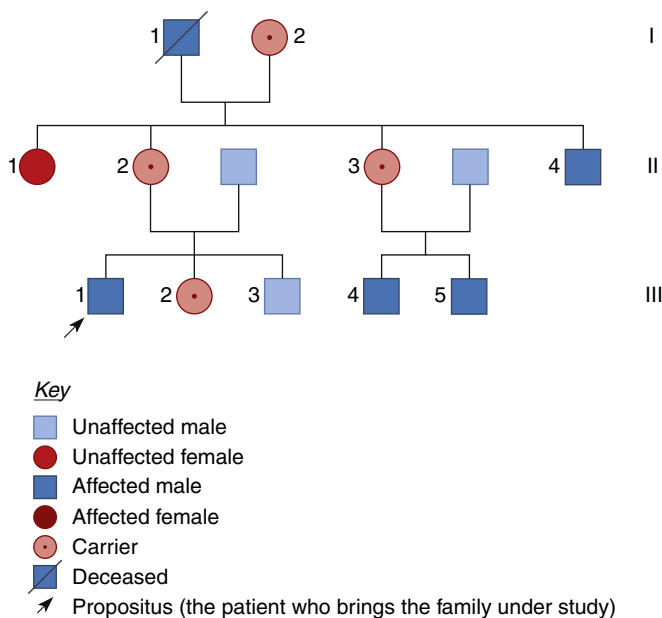 1 2 I
1 2 3 4 II
1 2 3 4 5 III
Key
Unaffected male
Unaffected female
Affected male
Affected female
Carrier
Deceased
Propositus (the patient who brings the family under study)